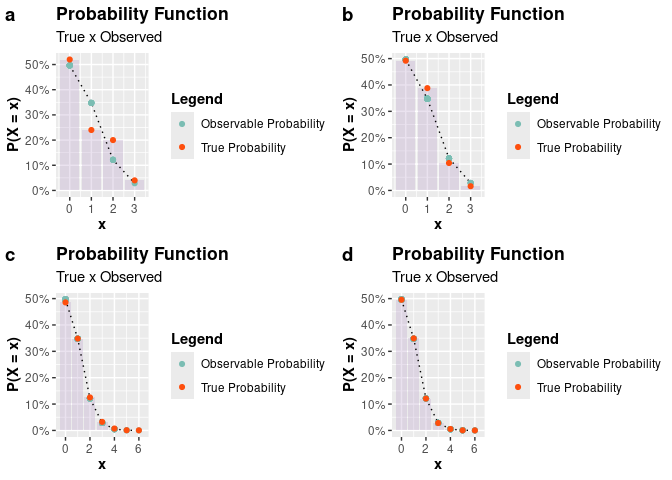 a
Probability Function
True x Observed
50%
40%
30%
20%
10%
0%
P(X = x)
0 1 2 3
x
Legend
Observable Probability
True Probability
b
Probability Function
True x Observed
50%
40%
30%
20%
10%
0%
P(X = x)
0 1 2 3
x
Legend
Observable Probability
True Probability
c
Probability Function
True x Observed
50%
40%
30%
20%
10%
0%
P(X = x)
0 2 4 6
x
Legend
Observable Probability
True Probability
d
Probability Function
True x Observed
50%
40%
30%
20%
10%
0%
P(X = x)
0 2 4 6
x
Legend
Observable Probability
True Probability